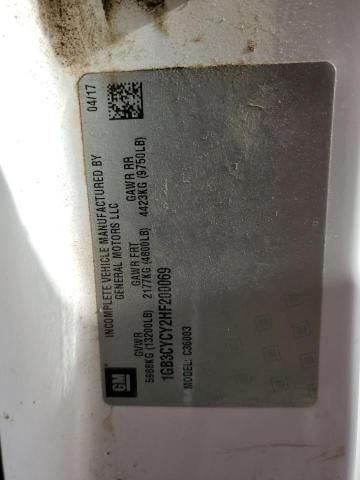 04/17
INCOMPLETE VEHICLE MANUFACTURED BY
GENERAL MOTORS LLC
GVWR GAWR FRT GAWR RR
5988KG (13200LB) 2177KG (4800LB) 4423KG (9750LB)
1GB3CYCY2HF200069
MODEL: C36003
GM